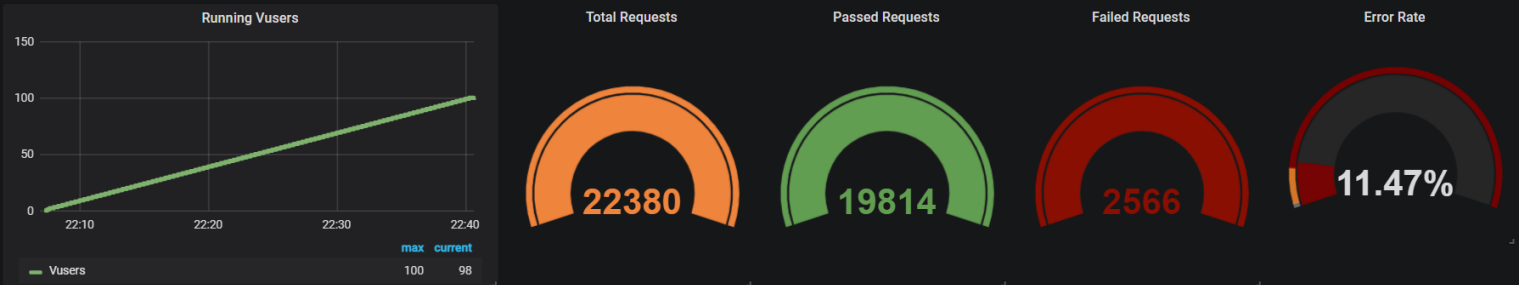 Running Vusers
150
100
50
0
22:10 22:20 22:30 22:40
max current
Vusers 100 98
Total Requests
22380
Passed Requests
19814
Failed Requests
2566
Error Rate
11.47%